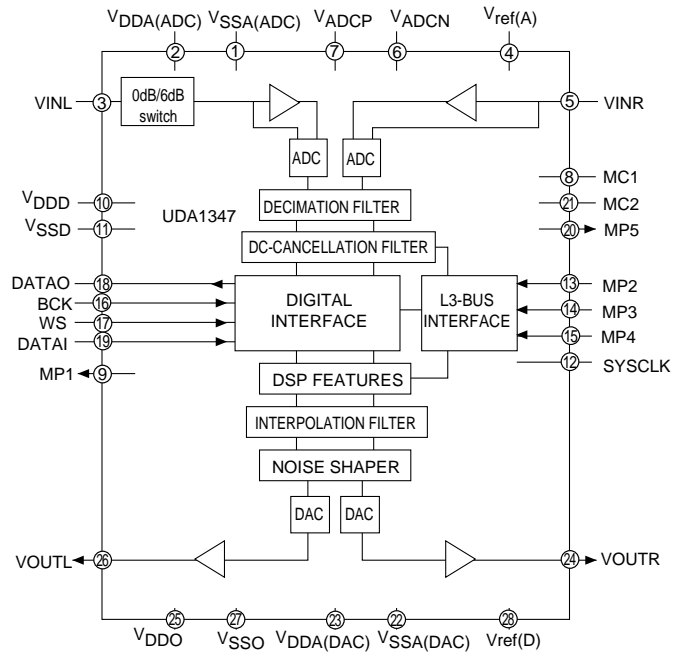 VDDA(ADC) VSSA(ADC) VADCP VADCN Vref(A)
2 1 7 6 4
VINL 3 0dB/6dB switch 5 VINR
ADC ADC
8 MC1
VDDD 10 UDA1347 DECIMATION FILTER 21 MC2
VSSD 11 20 MP5
DC-CANCELLATION FILTER
DATAO 18 13 MP2
BCK 16 DIGITAL INTERFACE L3-BUS INTERFACE 14 MP3
WS 17 15 MP4
DATAI 19
12 SYSCLK
MP1 9 DSP FEATURES
INTERPOLATION FILTER
NOISE SHAPER
DAC DAC
VOUTL 26 24 VOUTR
25 27 23 22 28
VDDO VSSO VDDA(DAC) VSSA(DAC) Vref(D)